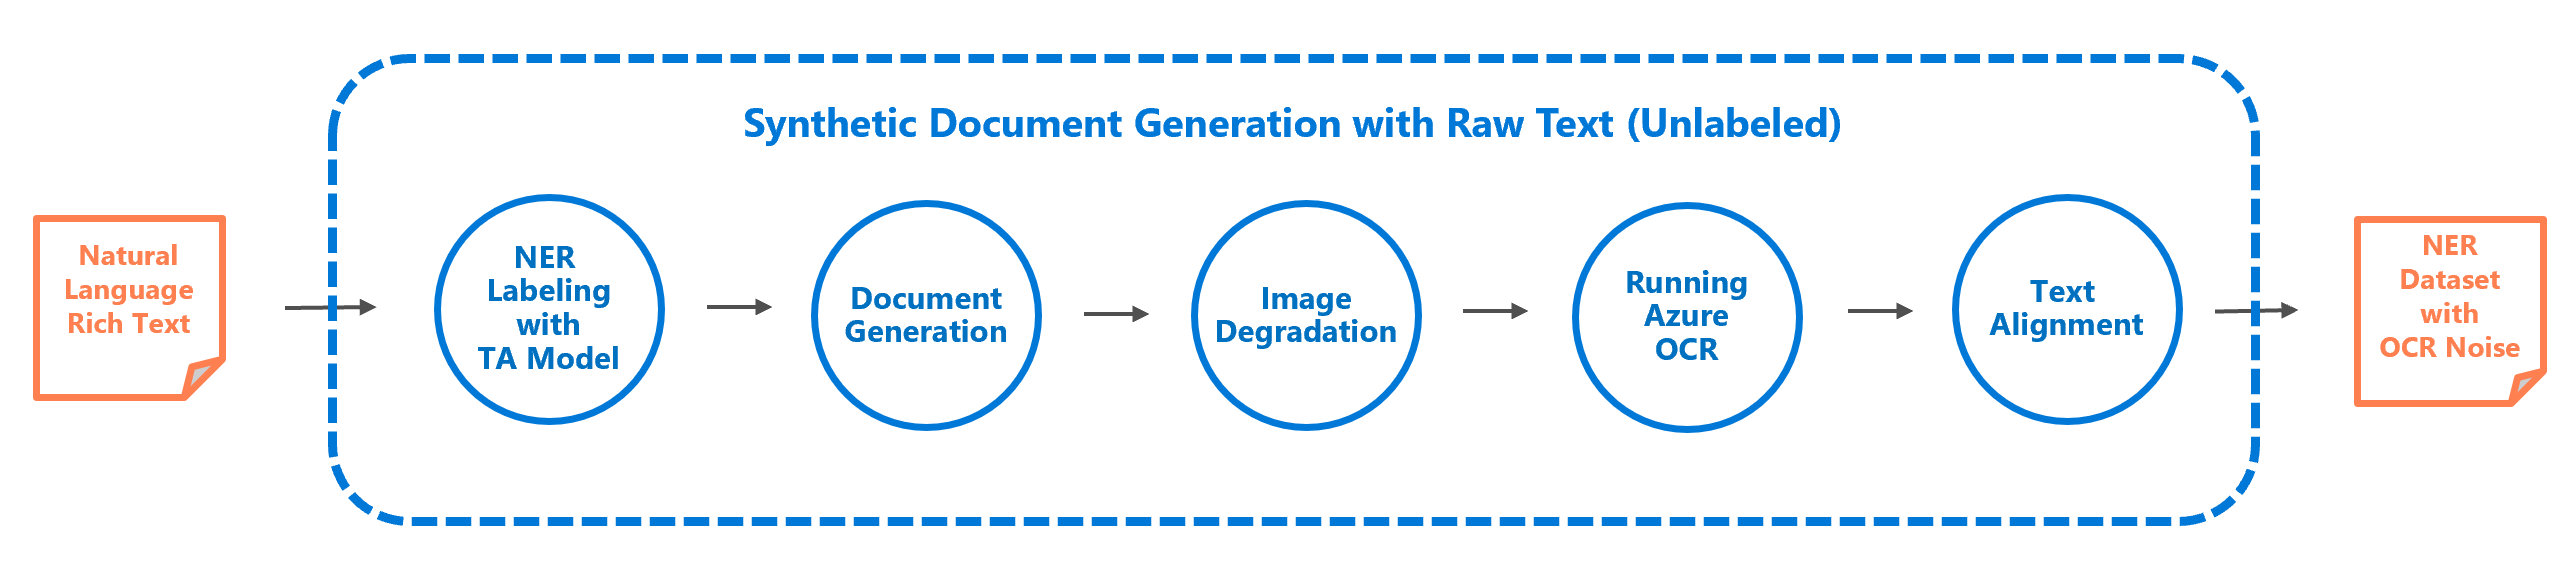 Synthetic Document Generation with Raw Text (Unlabeled)
Natural
Language
Rich Text
NER
Labeling
with
TA Model
Document
Generation
Image
Degradation
Running
Azure
OCR
Text
Alignment
NER
Dataset
with
OCR Noise